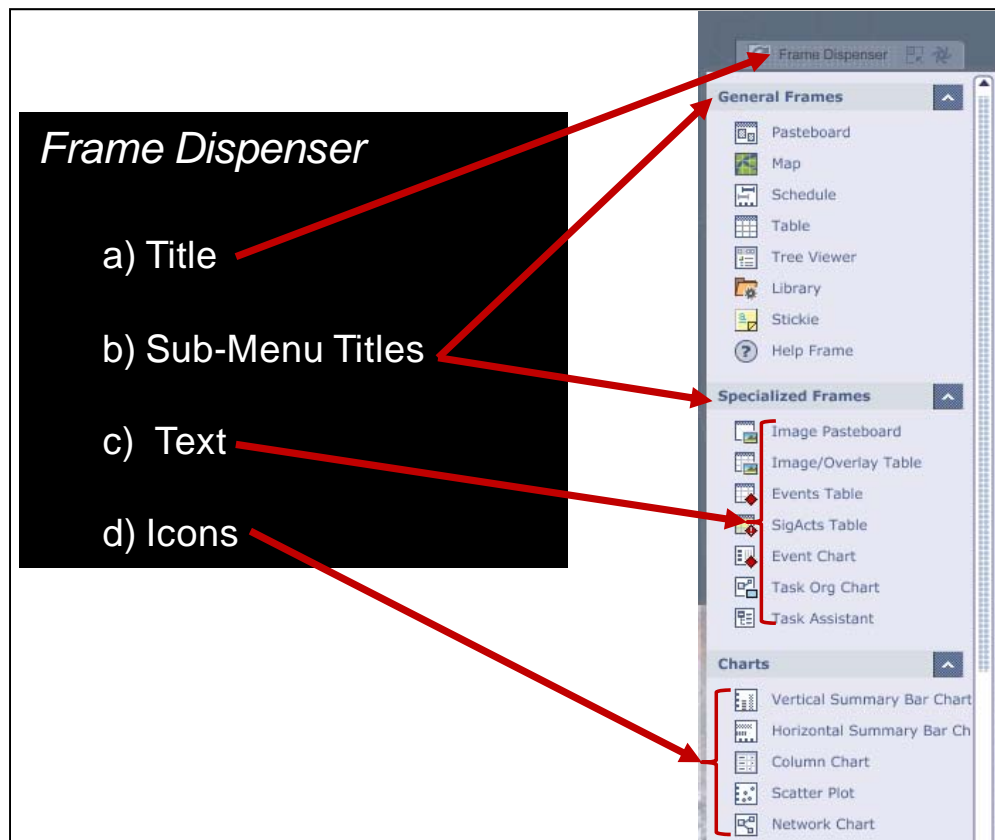 Frame Dispenser
a) Title
b) Sub-Menu Titles
c) Text
d) Icons
Frame Dispenser
General Frames
Pasteboard
Map
Schedule
Table
Tree Viewer
Library
Stickie
Help Frame
Specialized Frames
Image Pasteboard
Image/Overlay Table
Events Table
SigActs Table
Event Chart
Task Org Chart
Task Assistant
Charts
Vertical Summary Bar Chart
Horizontal Summary Bar Ch
Column Chart
Scatter Plot
Network Chart